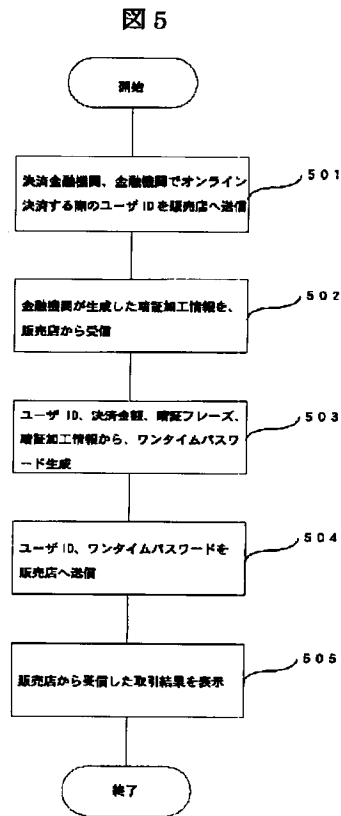 図5
開始
決済金融機関、金融機関でオンライン
決済する際のユーザIDを販売店へ送信
501
金融機関が生成した暗証加工情報を、
販売店から受信
502
ユーザID、決済金額、暗証フレーズ、
暗証加工情報から、ワンタイムパスワ
ード生成
503
ユーザID、ワンタイムパスワードを
販売店へ送信
504
販売店から受信した取引結果を表示
505
終了